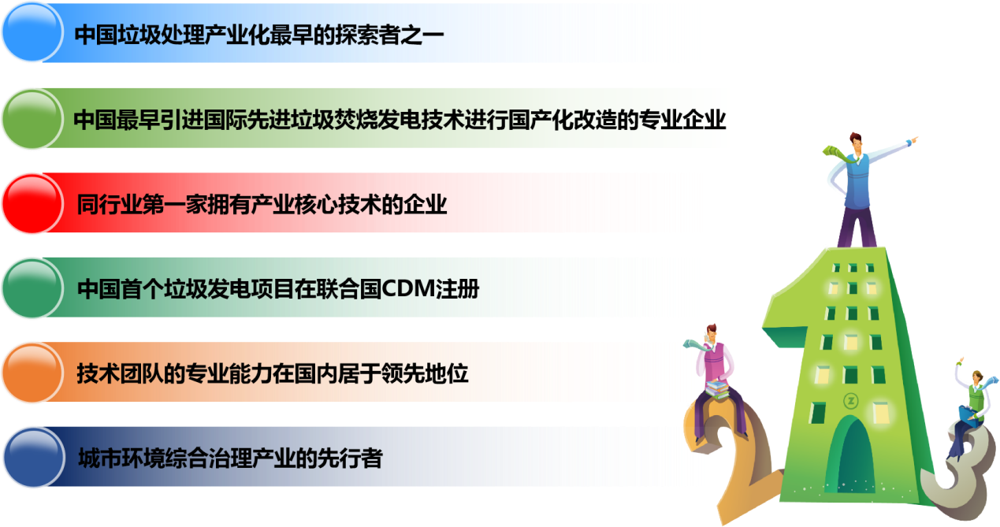 中国垃圾处理产业化最早的探索者之一
中国最早引进国际先进垃圾焚烧发电技术进行国产化改造的专业企业
同行业第一家拥有产业核心技术的企业
中国首个垃圾发电项目在联合国CDM注册
技术团队的专业能力在国内居于领先地位
城市环境综合治理产业的先行者
1
Z
2
3